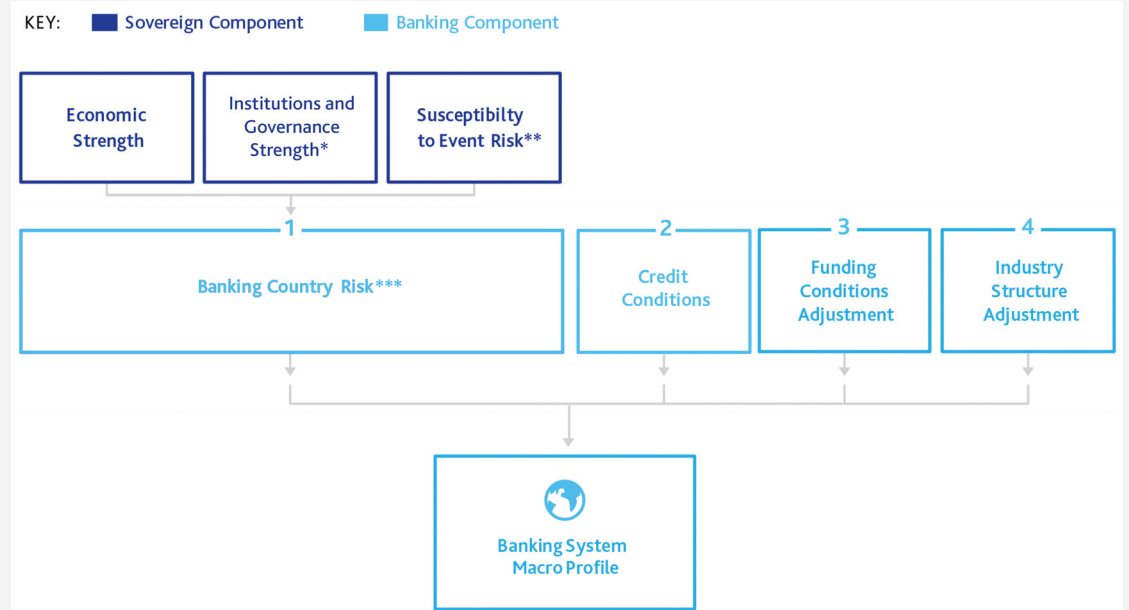 KEY: Sovereign Component Banking Component
Economic
Strength
Institutions and
Governance
Strength*
Susceptibilty
to Event Risk**
1
Banking Country Risk***
2
Credit
Conditions
3
Funding
Conditions
Adjustment
4
Industry
Structure
Adjustment
Banking System
Macro Profile